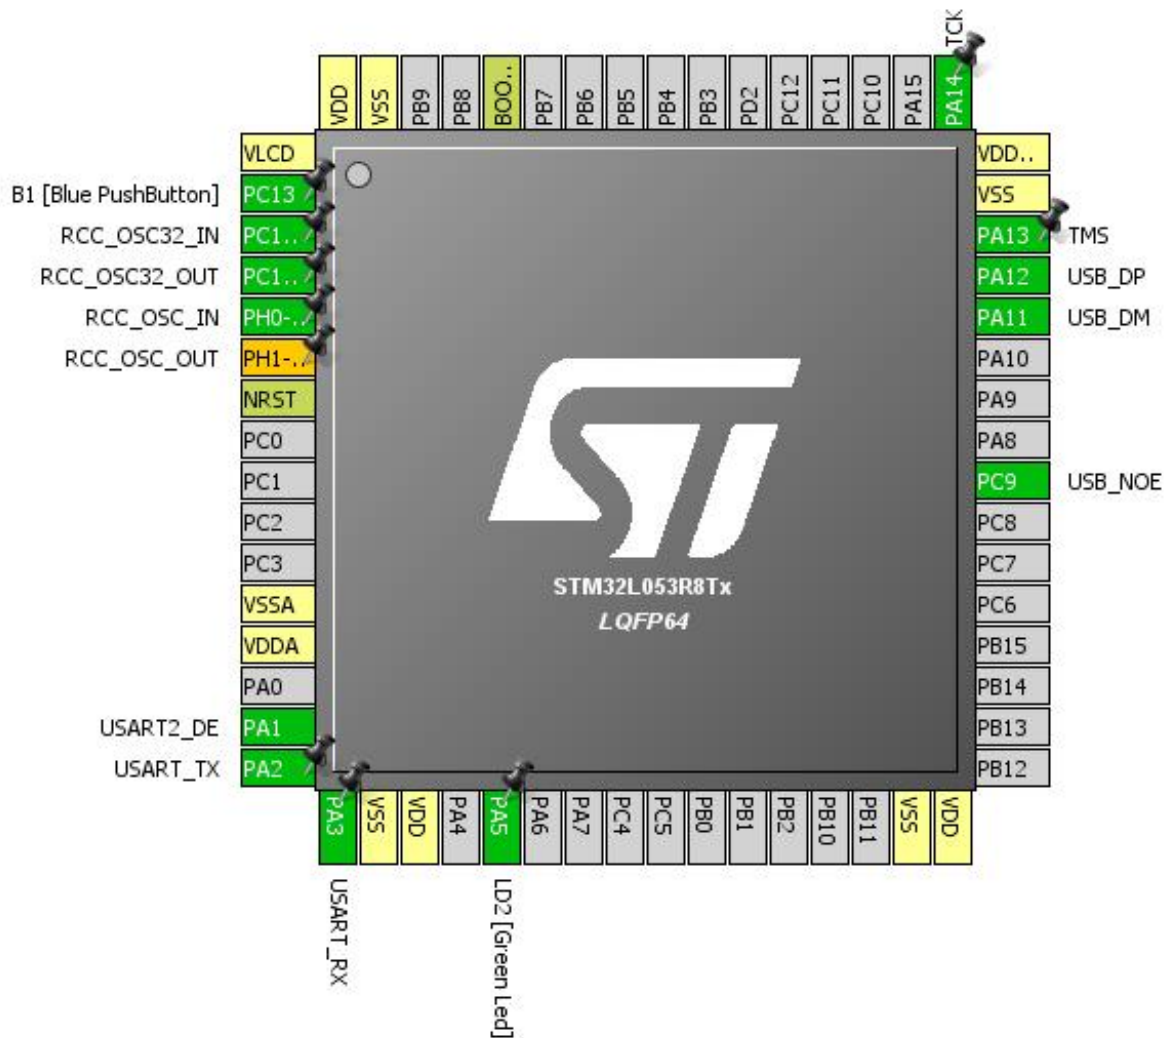 TCK
VDD
VSS
PB9
PB8
BOO..
PB7
PB6
PB5
PB4
PB3
PD2
PC12
PC11
PC10
PA15
PA14
VLCD
B1 [Blue PushButton] PC13
RCC_OSC32_IN PC1..
RCC_OSC32_OUT PC1..
RCC_OSC_IN PH0-..
RCC_OSC_OUT PH1-..
NRST
PC0
PC1
PC2
PC3
VSSA
VDDA
PA0
USART2_DE PA1
USART_TX PA2
VDD..
VSS
PA13 TMS
PA12 USB_DP
PA11 USB_DM
PA10
PA9
PA8
PC9 USB_NOE
PC8
PC7
PC6
PB15
PB14
PB13
PB12
ST
STM32L053R8Tx
LQFP64
PA3
VSS
VDD
PA4
PA5
PA6
PA7
PC4
PC5
PB0
PB1
PB2
PB10
PB11
VSS
VDD
USART_RX
LD2 [Green Led]